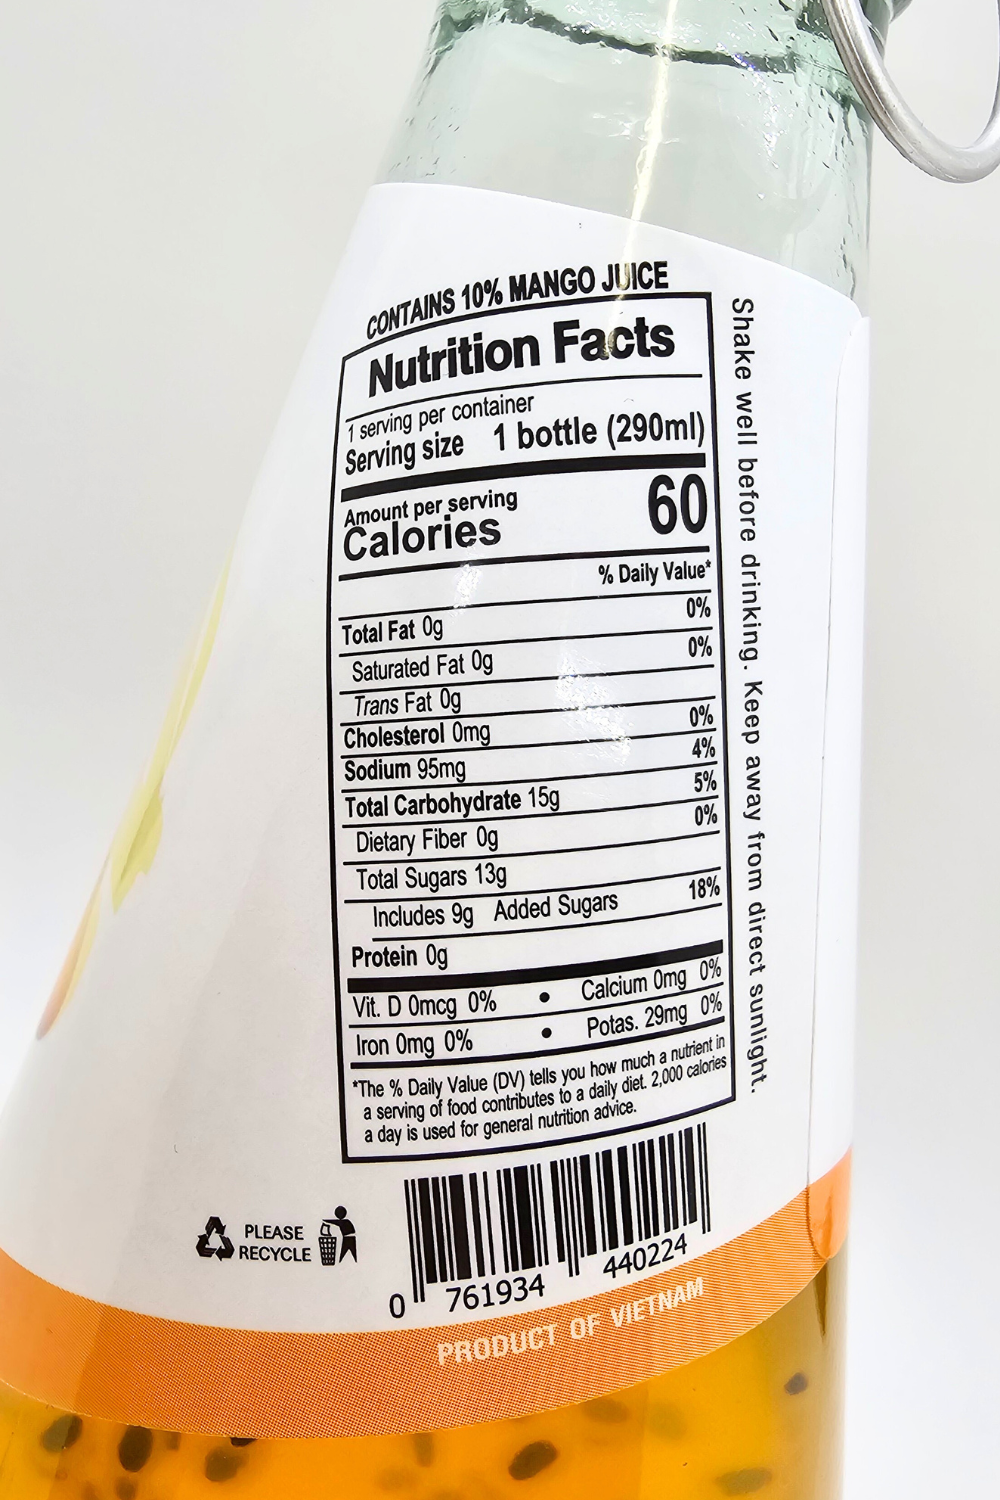 CONTAINS 10% MANGO JUICE
Nutrition Facts
1 serving per container
Serving size 1 bottle (290ml)
Amount per serving
Calories 60
% Daily Value*
Total Fat 0g 0%
Saturated Fat 0g 0%
Trans Fat 0g
Cholesterol 0mg 0%
Sodium 95mg 4%
Total Carbohydrate 15g 5%
Dietary Fiber 0g 0%
Total Sugars 13g
Includes 9g Added Sugars 18%
Protein 0g
Vit. D 0mcg 0% • Calcium 0mg 0%
Iron 0mg 0% • Potas. 29mg 0%
*The % Daily Value (DV) tells you how much a nutrient in
a serving of food contributes to a daily diet. 2,000 calories
a day is used for general nutrition advice.
Shake well before drinking. Keep away from direct sunlight.
PLEASE
RECYCLE
0 761934 440224
PRODUCT OF VIETNAM